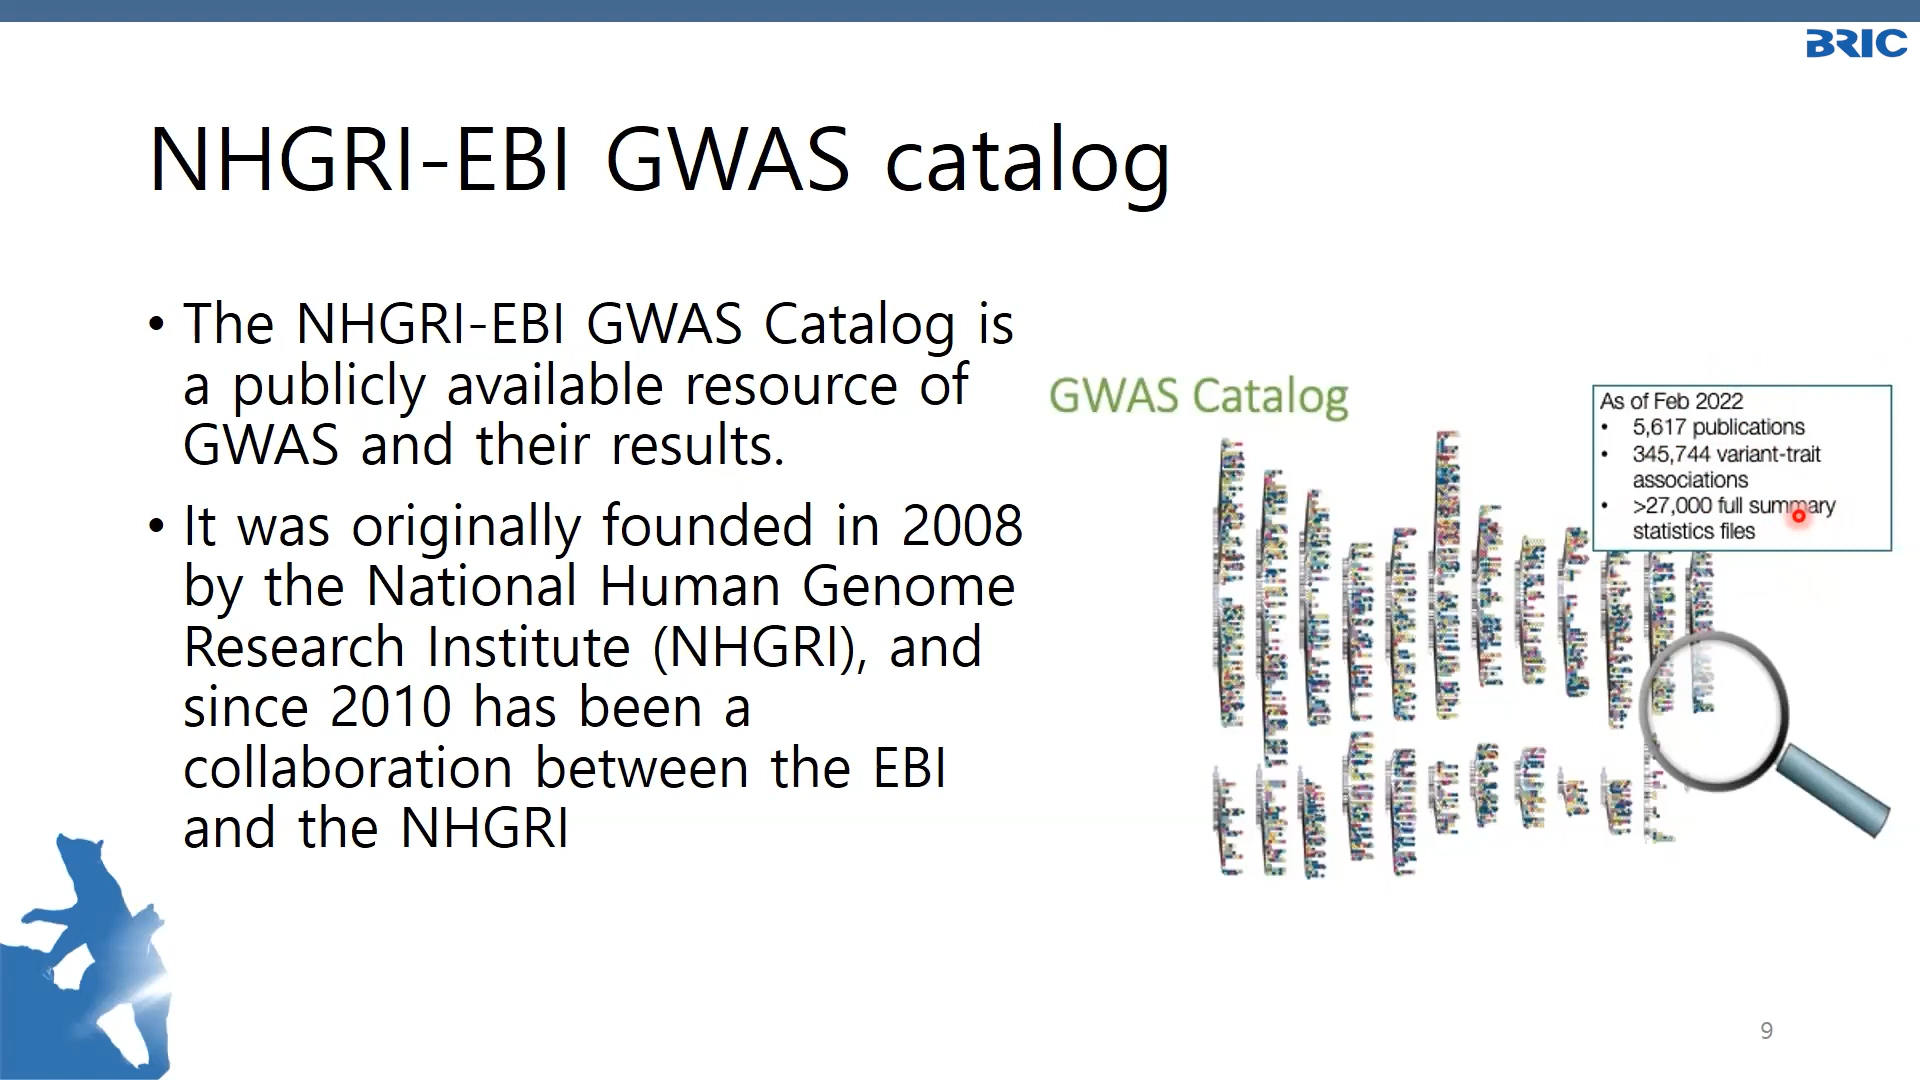 BRIC
NHGRI-EBI GWAS catalog
• The NHGRI-EBI GWAS Catalog is
a publicly available resource of
GWAS and their results.
• It was originally founded in 2008
by the National Human Genome
Research Institute (NHGRI), and
since 2010 has been a
collaboration between the EBI
and the NHGRI
GWAS Catalog
As of Feb 2022
• 5,617 publications
• 345,744 variant-trait
associations
• >27,000 full summary
statistics files
9